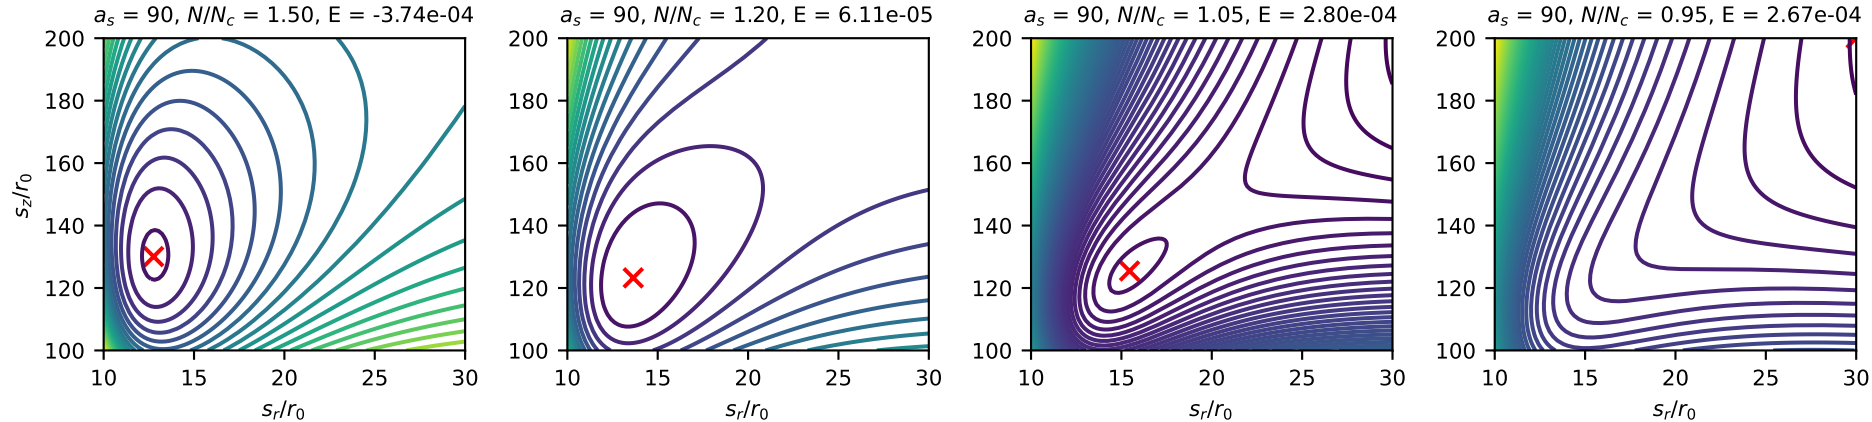 a_s = 90, N/N_c = 1.50, E = -3.74e-04
200
180
160
140
120
100
10 15 20 25 30
s_z/r_0
s_r/r_0
a_s = 90, N/N_c = 1.20, E = 6.11e-05
200
180
160
140
120
100
10 15 20 25 30
s_r/r_0
a_s = 90, N/N_c = 1.05, E = 2.80e-04
200
180
160
140
120
100
10 15 20 25 30
s_r/r_0
a_s = 90, N/N_c = 0.95, E = 2.67e-04
200
180
160
140
120
100
10 15 20 25 30
s_r/r_0